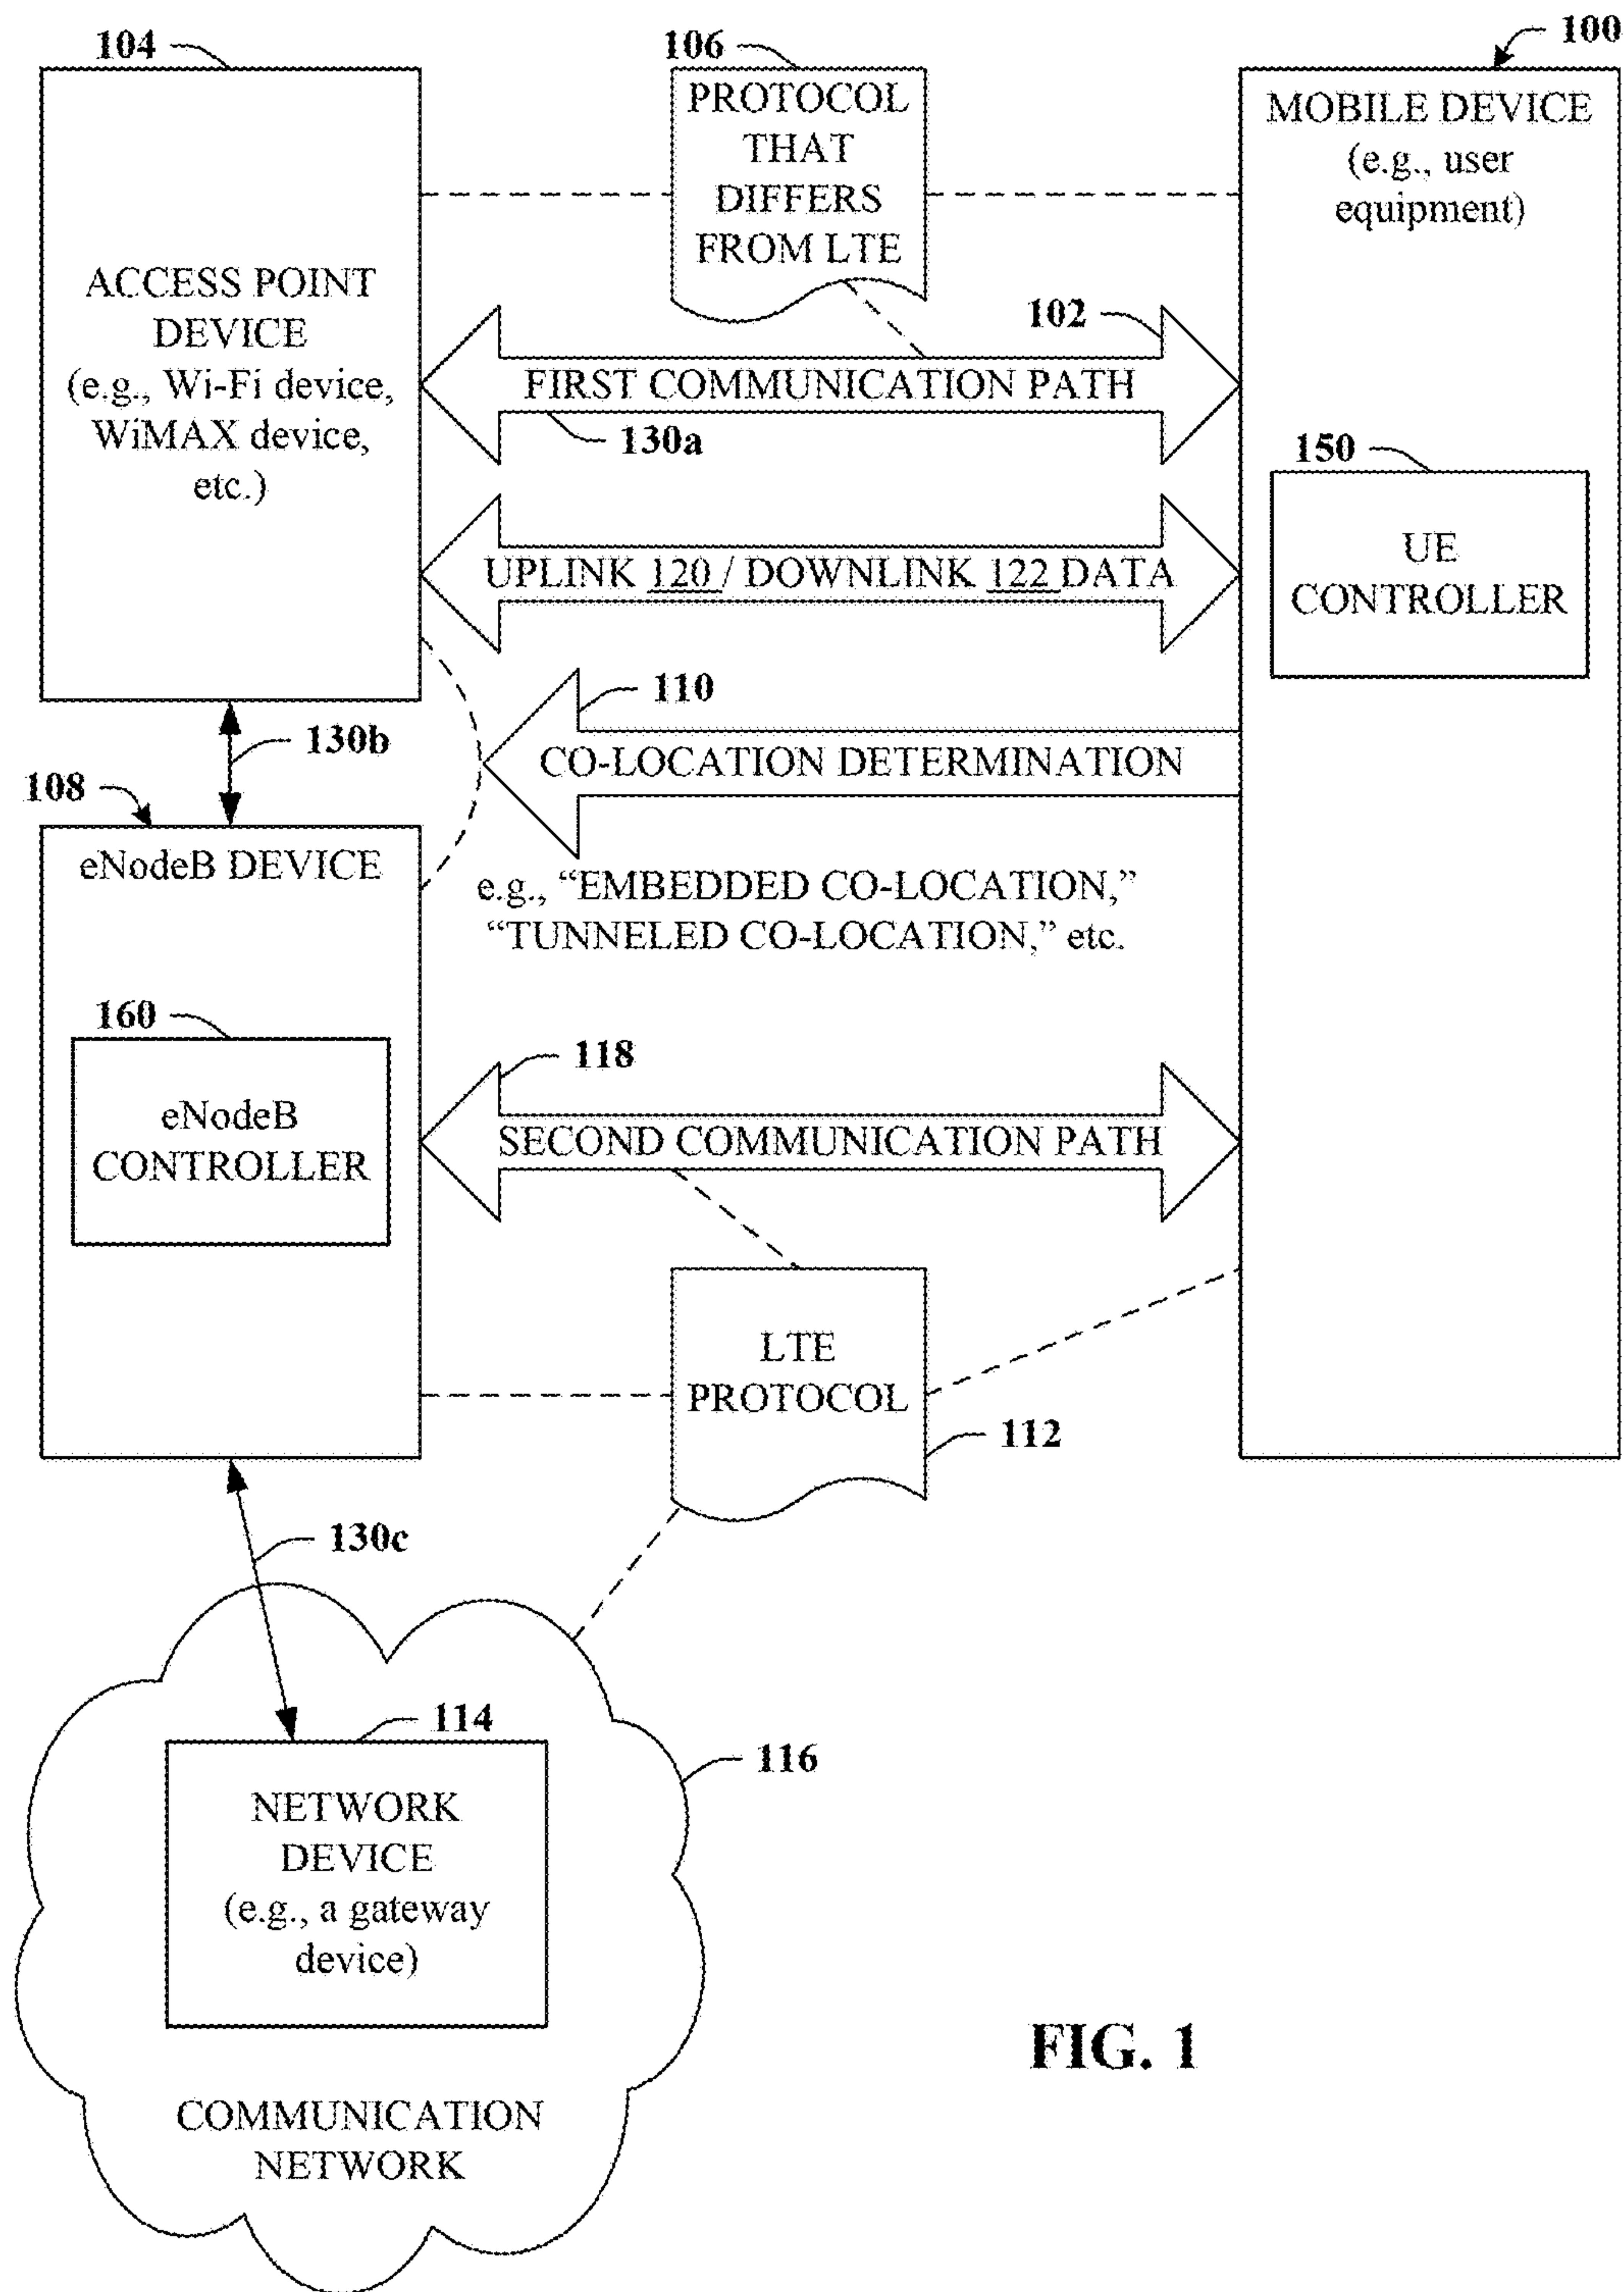 104
106
100
PROTOCOL
THAT
DIFFERS
FROM LTE
MOBILE DEVICE
(e.g., user
equipment)
ACCESS POINT
DEVICE
(e.g., Wi-Fi device,
WiMAX device,
etc.)
102
FIRST COMMUNICATION PATH
130a
150
UE
CONTROLLER
UPLINK 120 / DOWNLINK 122 DATA
110
130b
CO-LOCATION DETERMINATION
108
eNodeB DEVICE
e.g., “EMBEDDED CO-LOCATION,”
“TUNNELED CO-LOCATION,” etc.
160
118
eNodeB
CONTROLLER
SECOND COMMUNICATION PATH
LTE
PROTOCOL
112
130c
114
116
NETWORK
DEVICE
(e.g., a gateway
device)
COMMUNICATION
NETWORK
FIG. 1